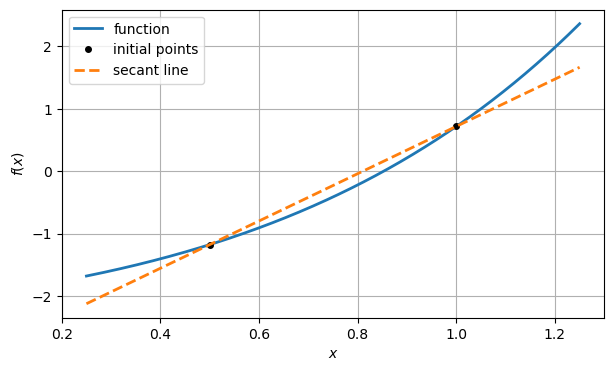 function
initial points
secant line
2
1
0
−1
−2
f(x)
0.2 0.4 0.6 0.8 1.0 1.2
x